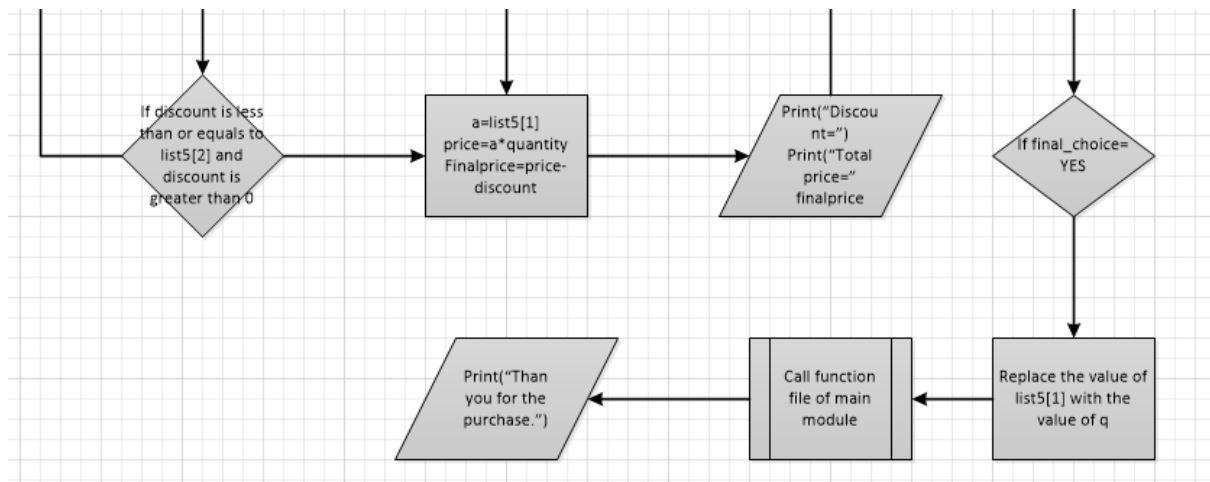 If discount is less
than or equals to
list5[2] and
discount is
greater than 0
a=list5[1]
price=a*quantity
Finalprice=price-
discount
Print(“Discou
nt=”)
Print(“Total
price=”
finalprice
If final_choice=
YES
Print(“Than
you for the
purchase.”)
Call function
file of main
module
Replace the value of
list5[1] with the
value of q